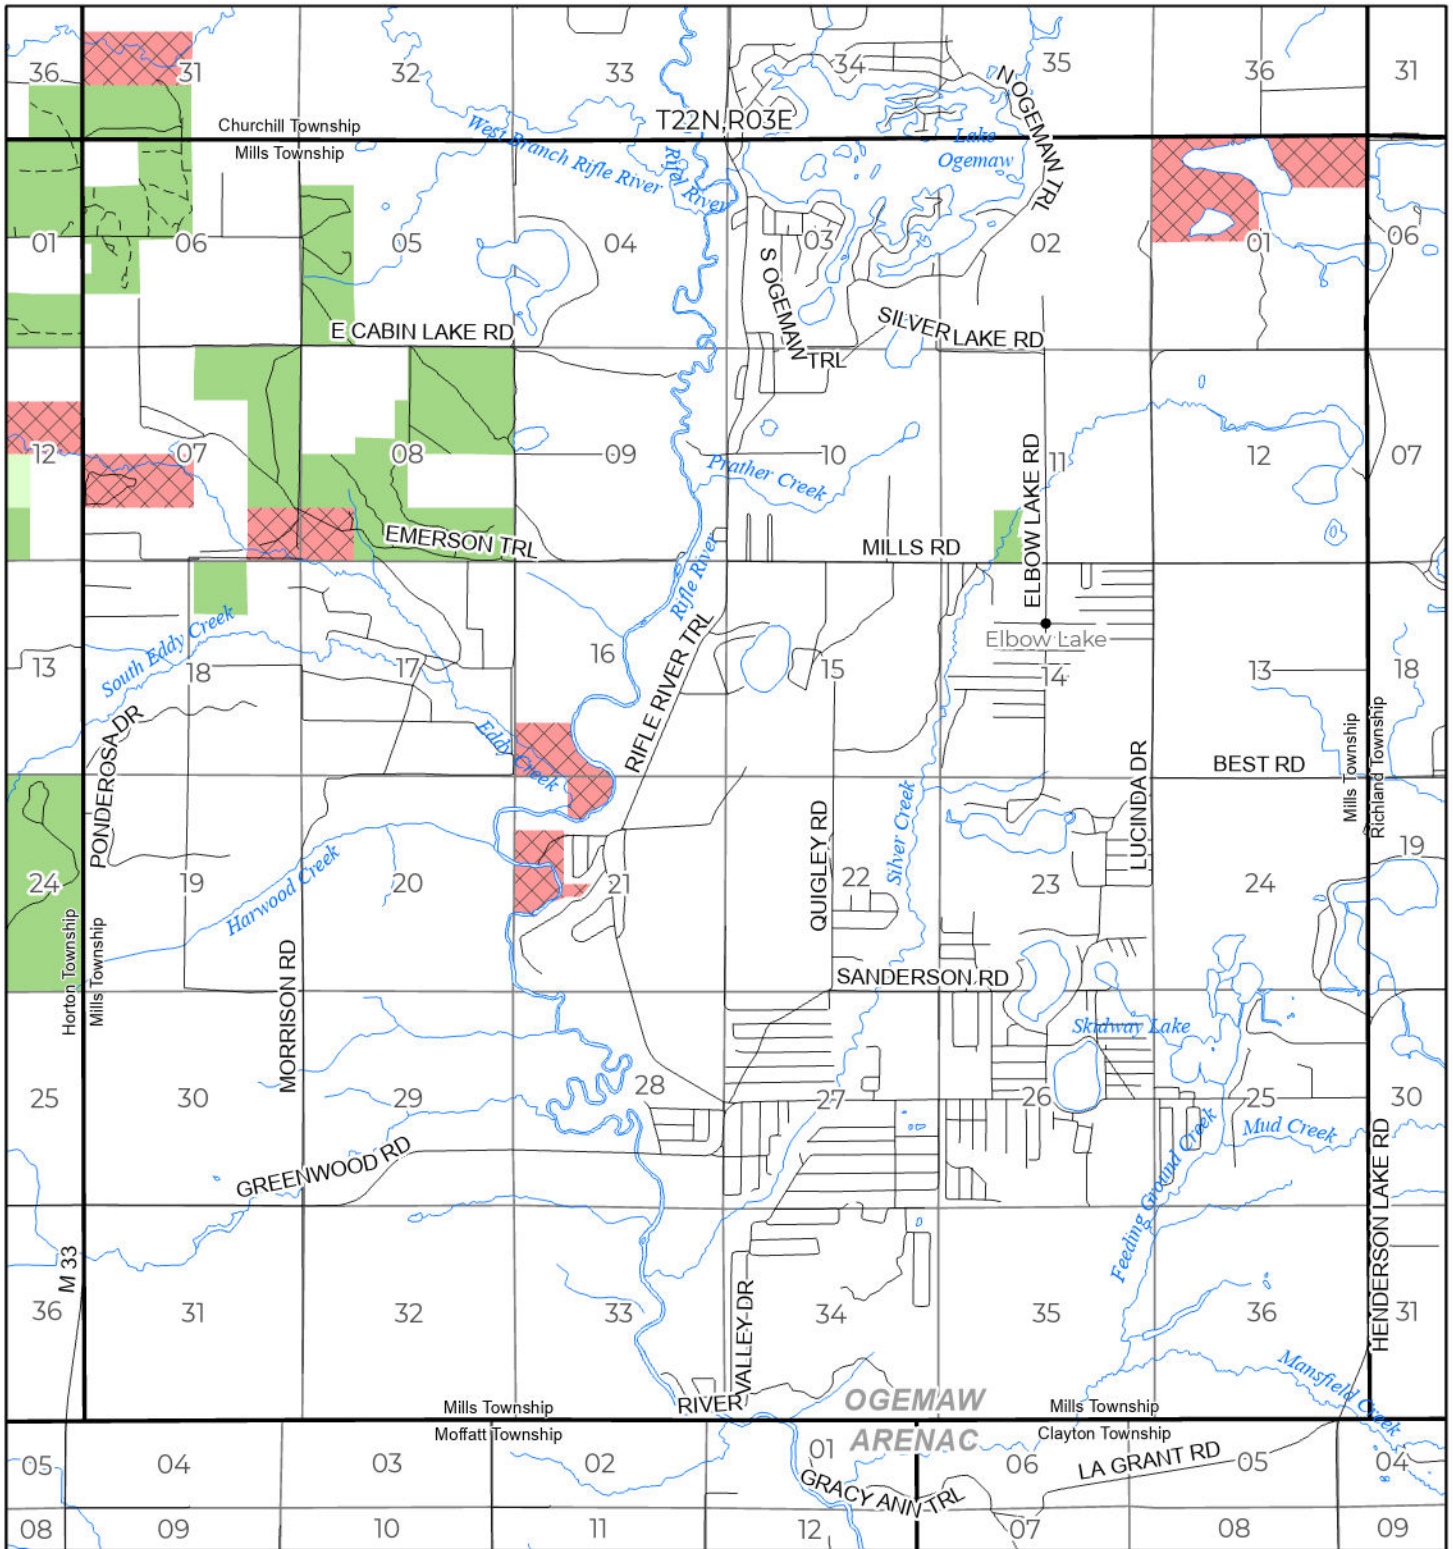 36
31
32
33
34
35
36
31
N OGEMAW TRL
T22N,R03E
Churchill Township
Mills Township
West Branch Rifle River
Rifel River
Lake
Ogemaw
01
06
05
04
03
02
01
06
S OGEMAW TRL
E CABIN LAKE RD
SILVER LAKE RD
12
07
08
09
10
11
12
07
Prather Creek
ELBOW LAKE RD
EMERSON TRL
MILLS RD
Rifle River
South Eddy Creek
RIFLE RIVER TRL
Elbow Lake
13
18
17
16
15
14
13
18
PONDEROSA DR
Eddy Creek
BEST RD
LUCINDA DR
Mills Township
Richland Township
QUIGLEY RD
Silver Creek
24
19
20
21
22
23
24
19
Harwood Creek
Horton Township
Mills Township
MORRISON RD
SANDERSON RD
Skidway Lake
25
30
29
28
27
26
25
30
Mud Creek
Feeding Ground Creek
GREENWOOD RD
HENDERSON LAKE RD
M 33
36
31
32
33
34
35
36
31
VALLEY DR
RIVER
Mansfield Creek
OGEMAW
ARENAC
Mills Township
Moffatt Township
Mills Township
Clayton Township
05
04
03
02
01
06
05
04
LA GRANT RD
GRACY ANN TRL
08
09
10
11
12
07
08
09